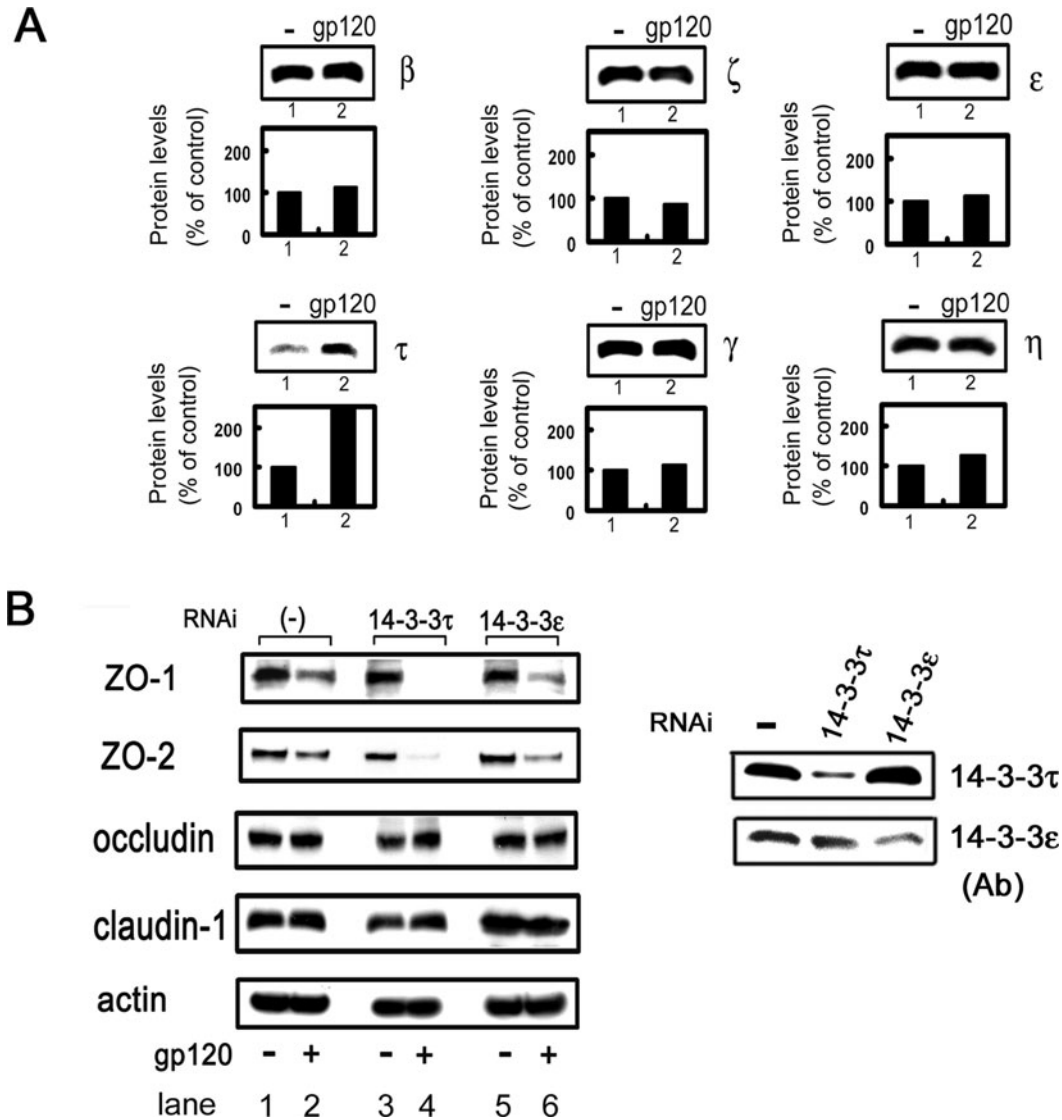 A
- gp120
β
1 2
Protein levels
(% of control)
200
100
0
1 2
- gp120
ζ
1 2
Protein levels
(% of control)
200
100
0
1 2
- gp120
ε
1 2
Protein levels
(% of control)
200
100
0
1 2
- gp120
τ
1 2
Protein levels
(% of control)
200
100
0
1 2
- gp120
γ
1 2
Protein levels
(% of control)
200
100
0
1 2
- gp120
η
1 2
Protein levels
(% of control)
200
100
0
1 2
B
RNAi (-) 14-3-3τ 14-3-3ε
ZO-1
ZO-2
occludin
claudin-1
actin
gp120 - + - + - +
lane 1 2 3 4 5 6
RNAi - 14-3-3τ 14-3-3ε
14-3-3τ
14-3-3ε
(Ab)